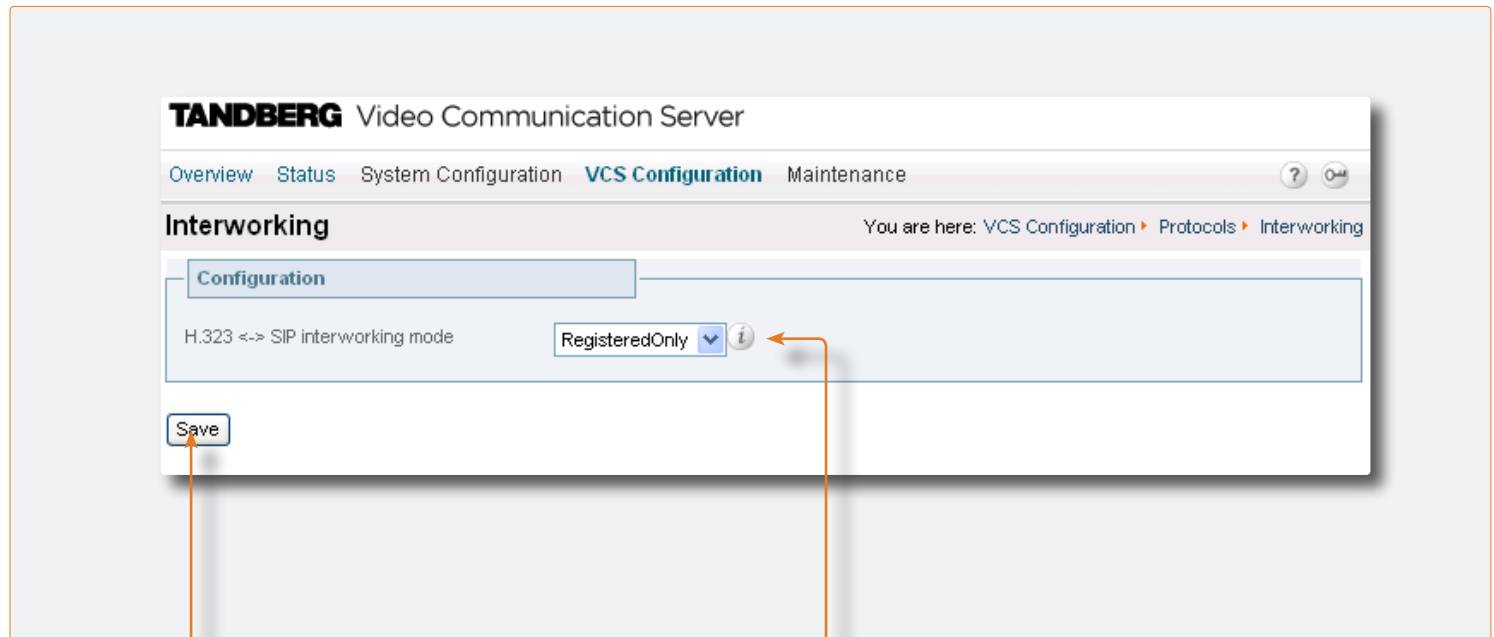 TANDBERG Video Communication Server
Overview Status System Configuration VCS Configuration Maintenance ?
Interworking You are here: VCS Configuration Protocols Interworking
Configuration
H.323 <-> SIP interworking mode RegisteredOnly i
Save